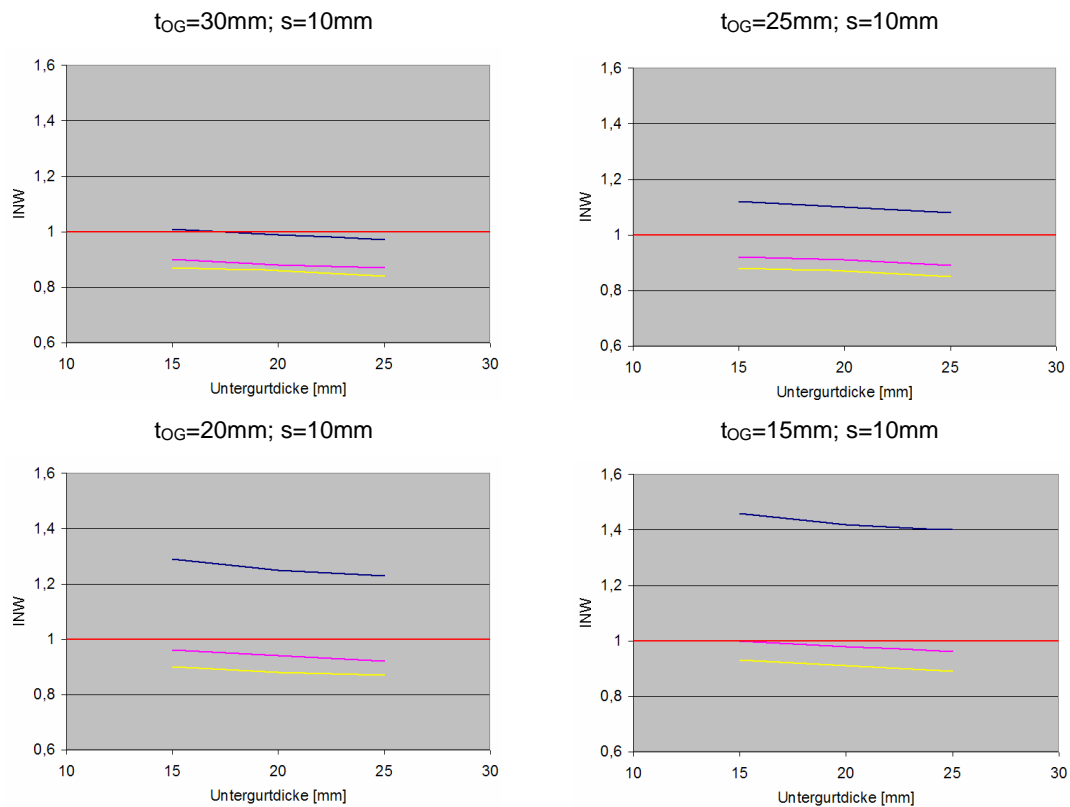 t_OG=30mm; s=10mm
1,6
1,4
1,2
1
0,8
0,6
INW
10 15 20 25 30
Untergurtdicke [mm]
t_OG=25mm; s=10mm
1,6
1,4
1,2
1
0,8
0,6
INW
10 15 20 25 30
Untergurtdicke [mm]
t_OG=20mm; s=10mm
1,6
1,4
1,2
1
0,8
0,6
INW
10 15 20 25 30
Untergurtdicke [mm]
t_OG=15mm; s=10mm
1,6
1,4
1,2
1
0,8
0,6
INW
10 15 20 25 30
Untergurtdicke [mm]